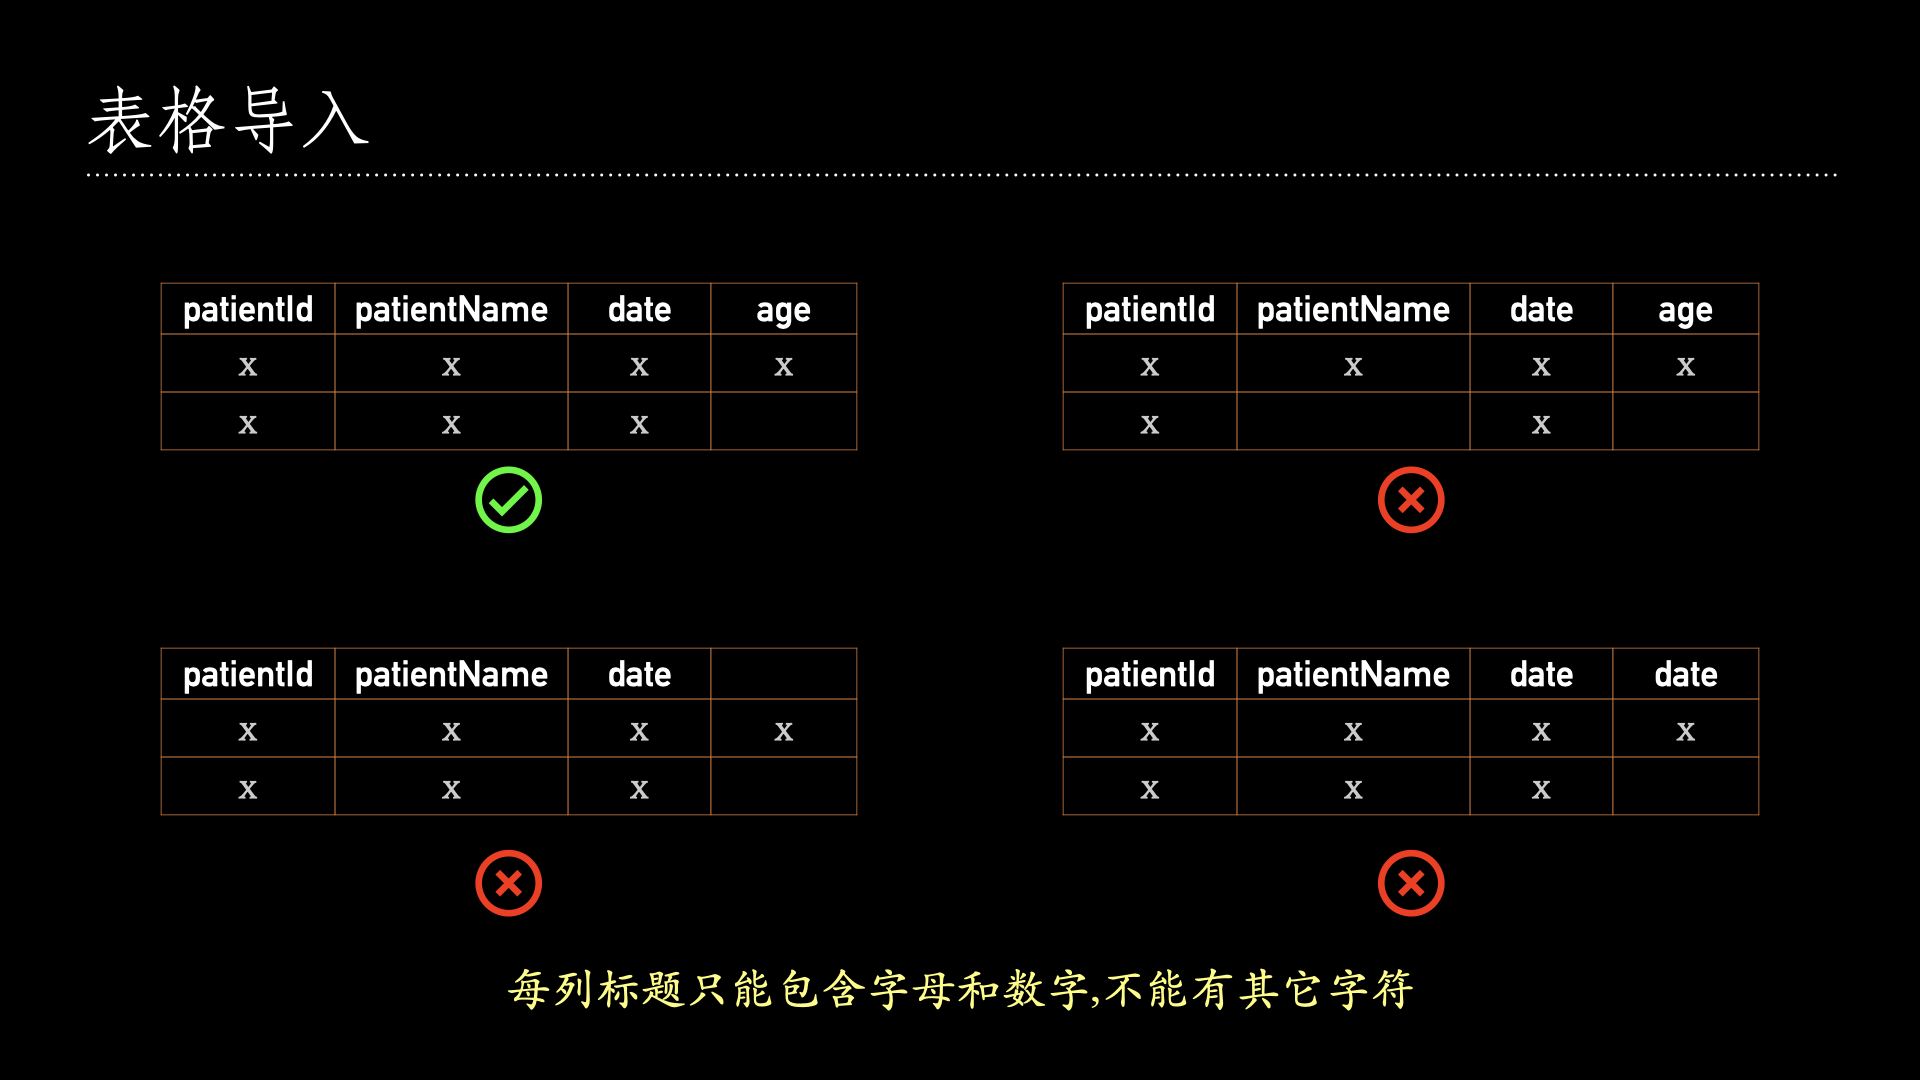 表格导入
patientId patientName date age
x x x x
x x x
patientId patientName date age
x x x x
x x
patientId patientName date
x x x x
x x x
patientId patientName date date
x x x x
x x x
每列标题只能包含字母和数字,不能有其它字符